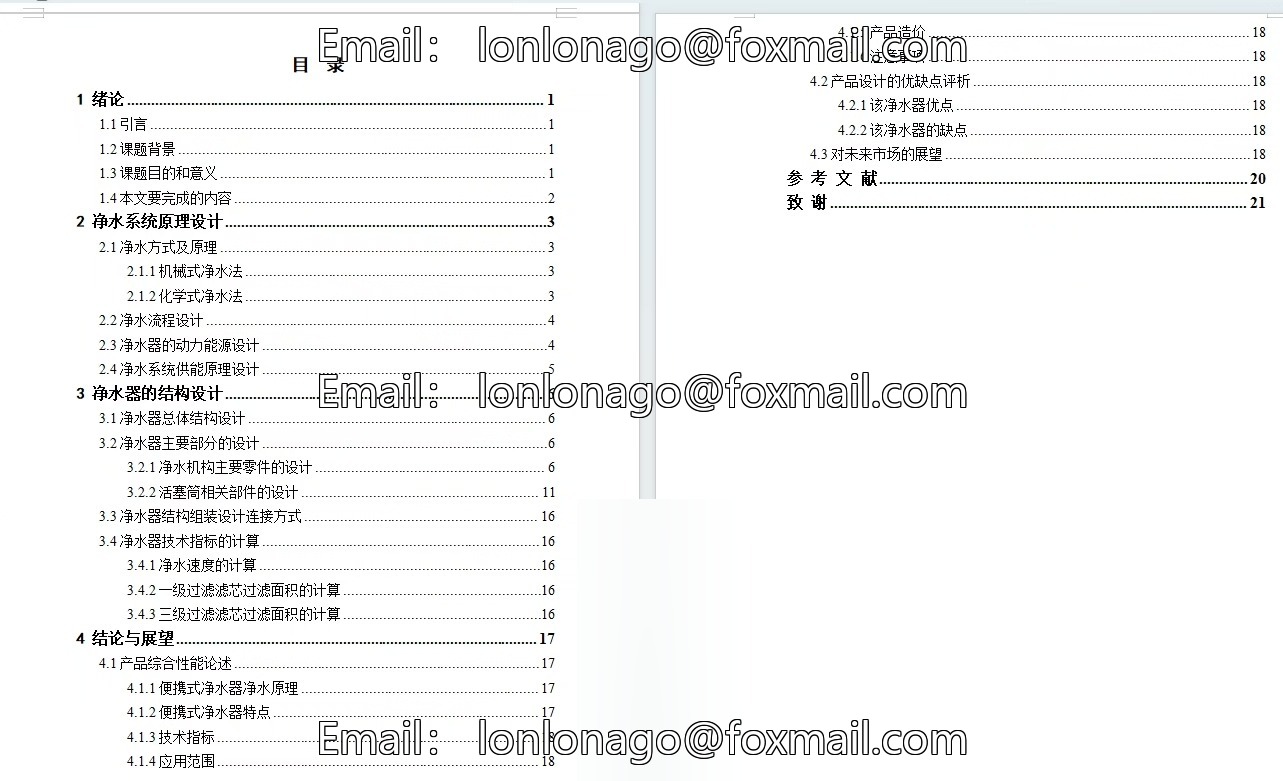 Email： lonlonago@foxmail.com
目 录
1 绪论 1
1.1 引言 1
1.2 课题背景 1
1.3 课题目的和意义 1
1.4 本文要完成的内容 2
2 净水系统原理设计 3
2.1 净水方式及原理 3
2.1.1 机械式净水法 3
2.1.2 化学式净水法 3
2.2 净水流程设计 4
2.3 净水器的动力能源设计 4
2.4 净水系统供能原理设计 5
Email： lonlonago@foxmail.com
3 净水器的结构设计 6
3.1 净水器总体结构设计 6
3.2 净水器主要部分的设计 6
3.2.1 净水机构主要零件的设计 6
3.2.2 活塞筒相关部件的设计 11
3.3 净水器结构组装设计连接方式 16
3.4 净水器技术指标的计算 16
3.4.1 净水速度的计算 16
3.4.2 一级过滤滤芯过滤面积的计算 16
3.4.3 三级过滤滤芯过滤面积的计算 16
4 结论与展望 17
4.1 产品综合性能论述 17
4.1.1 便携式净水器净水原理 17
4.1.2 便携式净水器特点 17
4.1.3 技术指标 18
Email： lonlonago@foxmail.com
4.1.4 应用范围 18
4.1.5 产品造价 18
注意事项 18
4.2 产品设计的优缺点评析 18
4.2.1 该净水器优点 18
4.2.2 该净水器的缺点 18
4.3 对未来市场的展望 18
参 考 文 献 20
致 谢 21